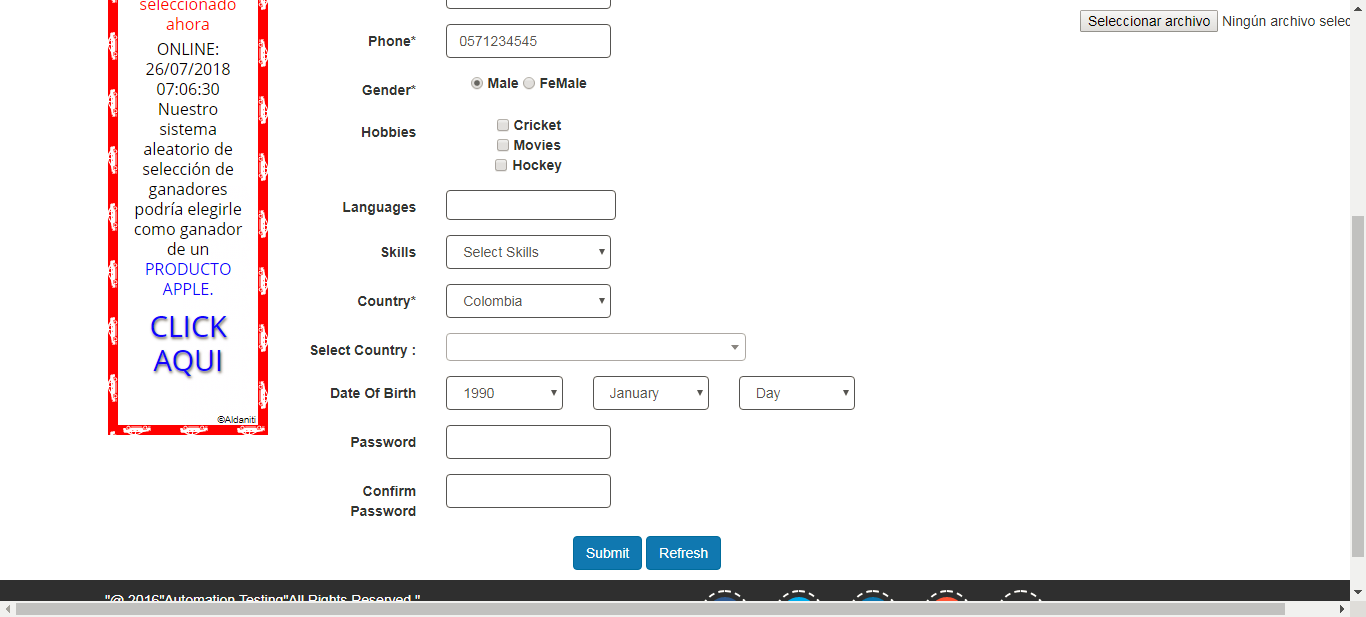 seleccionado
ahora
ONLINE:
26/07/2018
07:06:30
Nuestro
sistema
aleatorio de
selección de
ganadores
podría elegirle
como ganador
de un
PRODUCTO
APPLE.
CLICK
AQUI
©Aldaniti
Seleccionar archivo Ningún archivo selec
Phone* 0571234545
Gender* Male FeMale
Hobbies Cricket
Movies
Hockey
Languages
Skills Select Skills
Country* Colombia
Select Country :
Date Of Birth 1990 January Day
Password
Confirm
Password
Submit Refresh
"@ 2016"Automation Testing"All Rights Reserved."